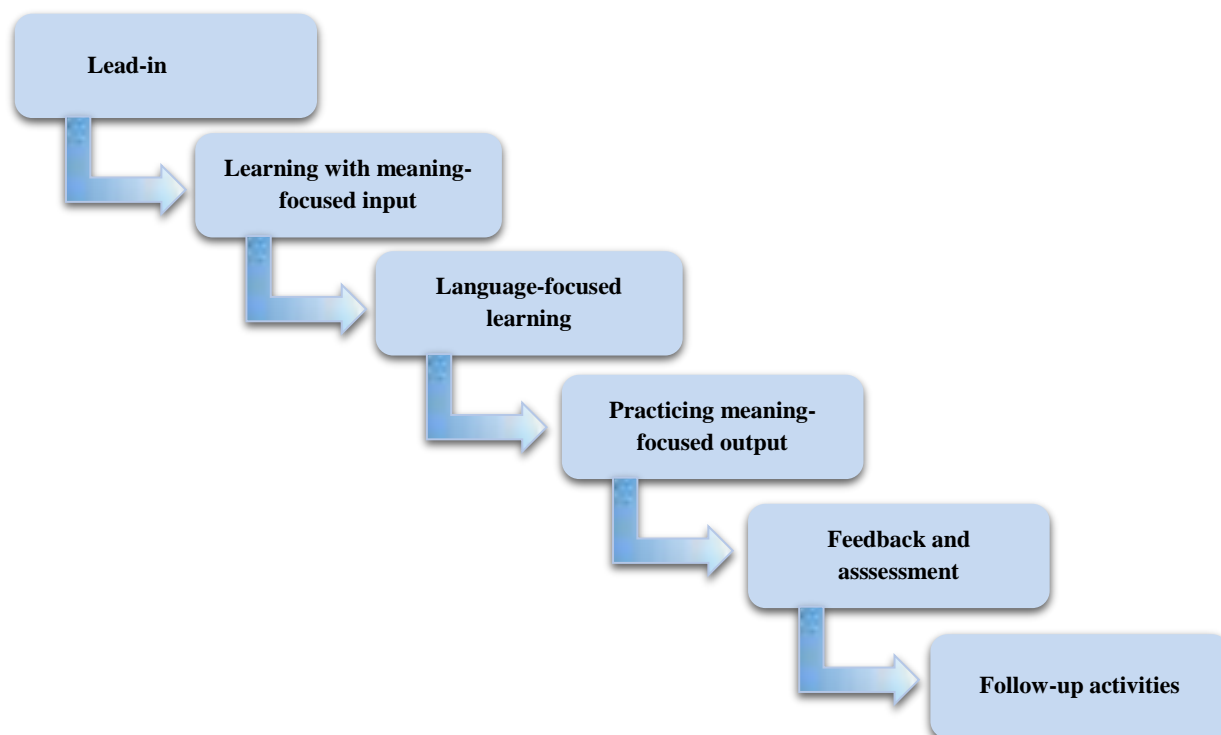 Lead-in
Learning with meaning-
focused input
Language-focused
learning
Practicing meaning-
focused output
Feedback and
asssessment
Follow-up activities